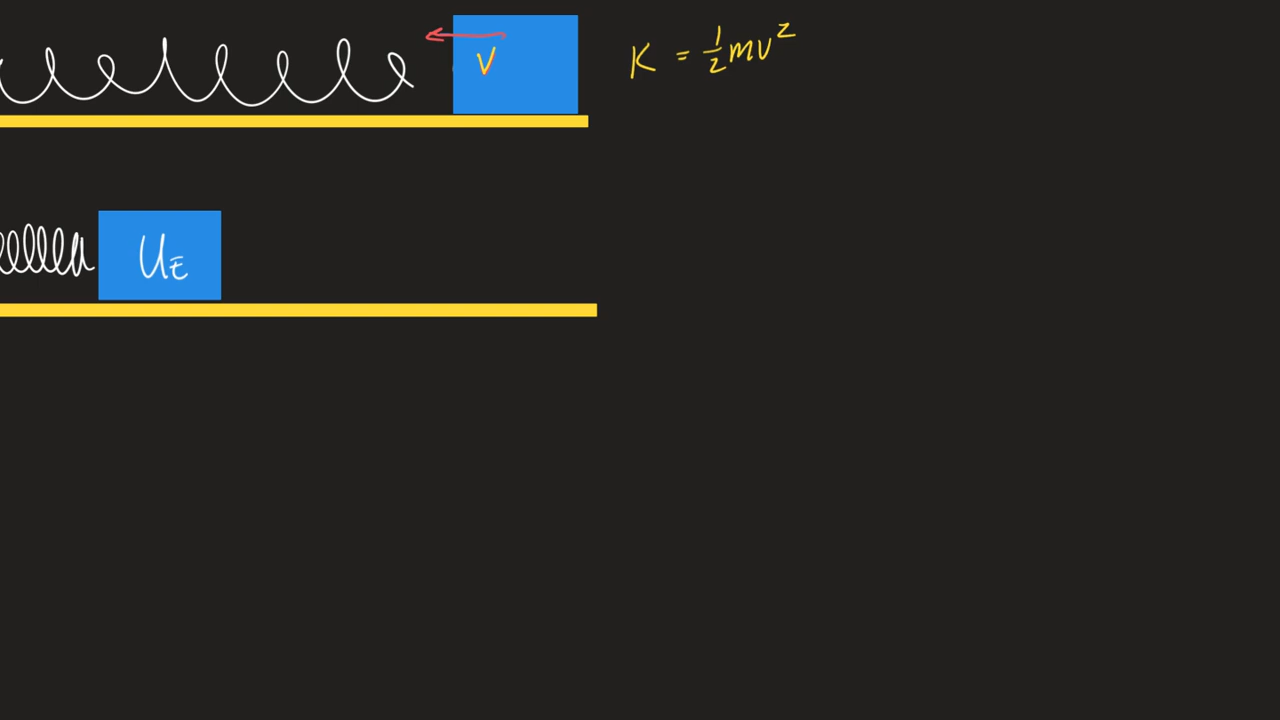 V
K = ½mv²
U_E